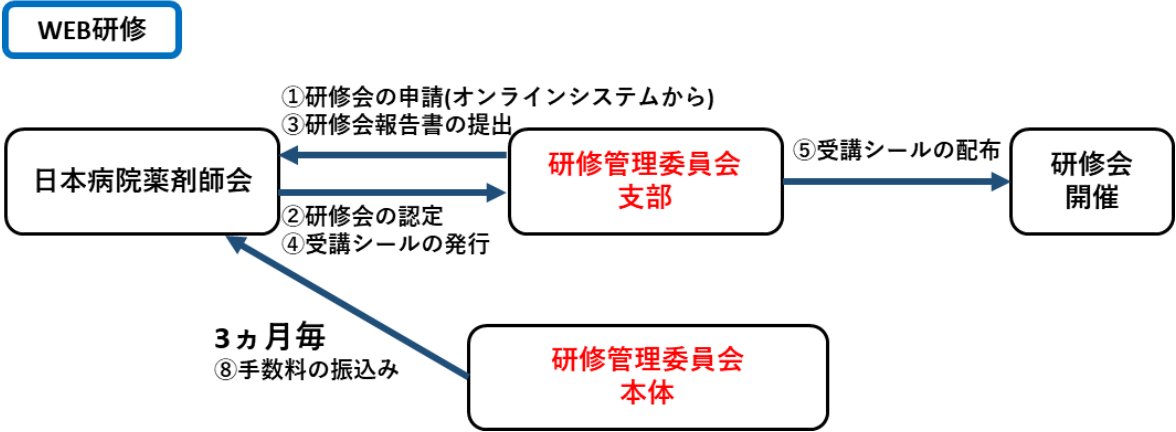 WEB研修
①研修会の申請(オンラインシステムから)
③研修会報告書の提出
日本病院薬剤師会
研修管理委員会
支部
⑤受講シールの配布
研修会
開催
②研修会の認定
④受講シールの発行
3ヵ月毎
⑧手数料の振込み
研修管理委員会
本体